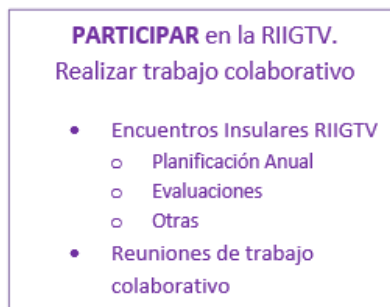 PARTICIPAR en la RIIGTV.
Realizar trabajo colaborativo
• Encuentros Insulares RIIGTV
o Planificación Anual
o Evaluaciones
o Otras
• Reuniones de trabajo
colaborativo